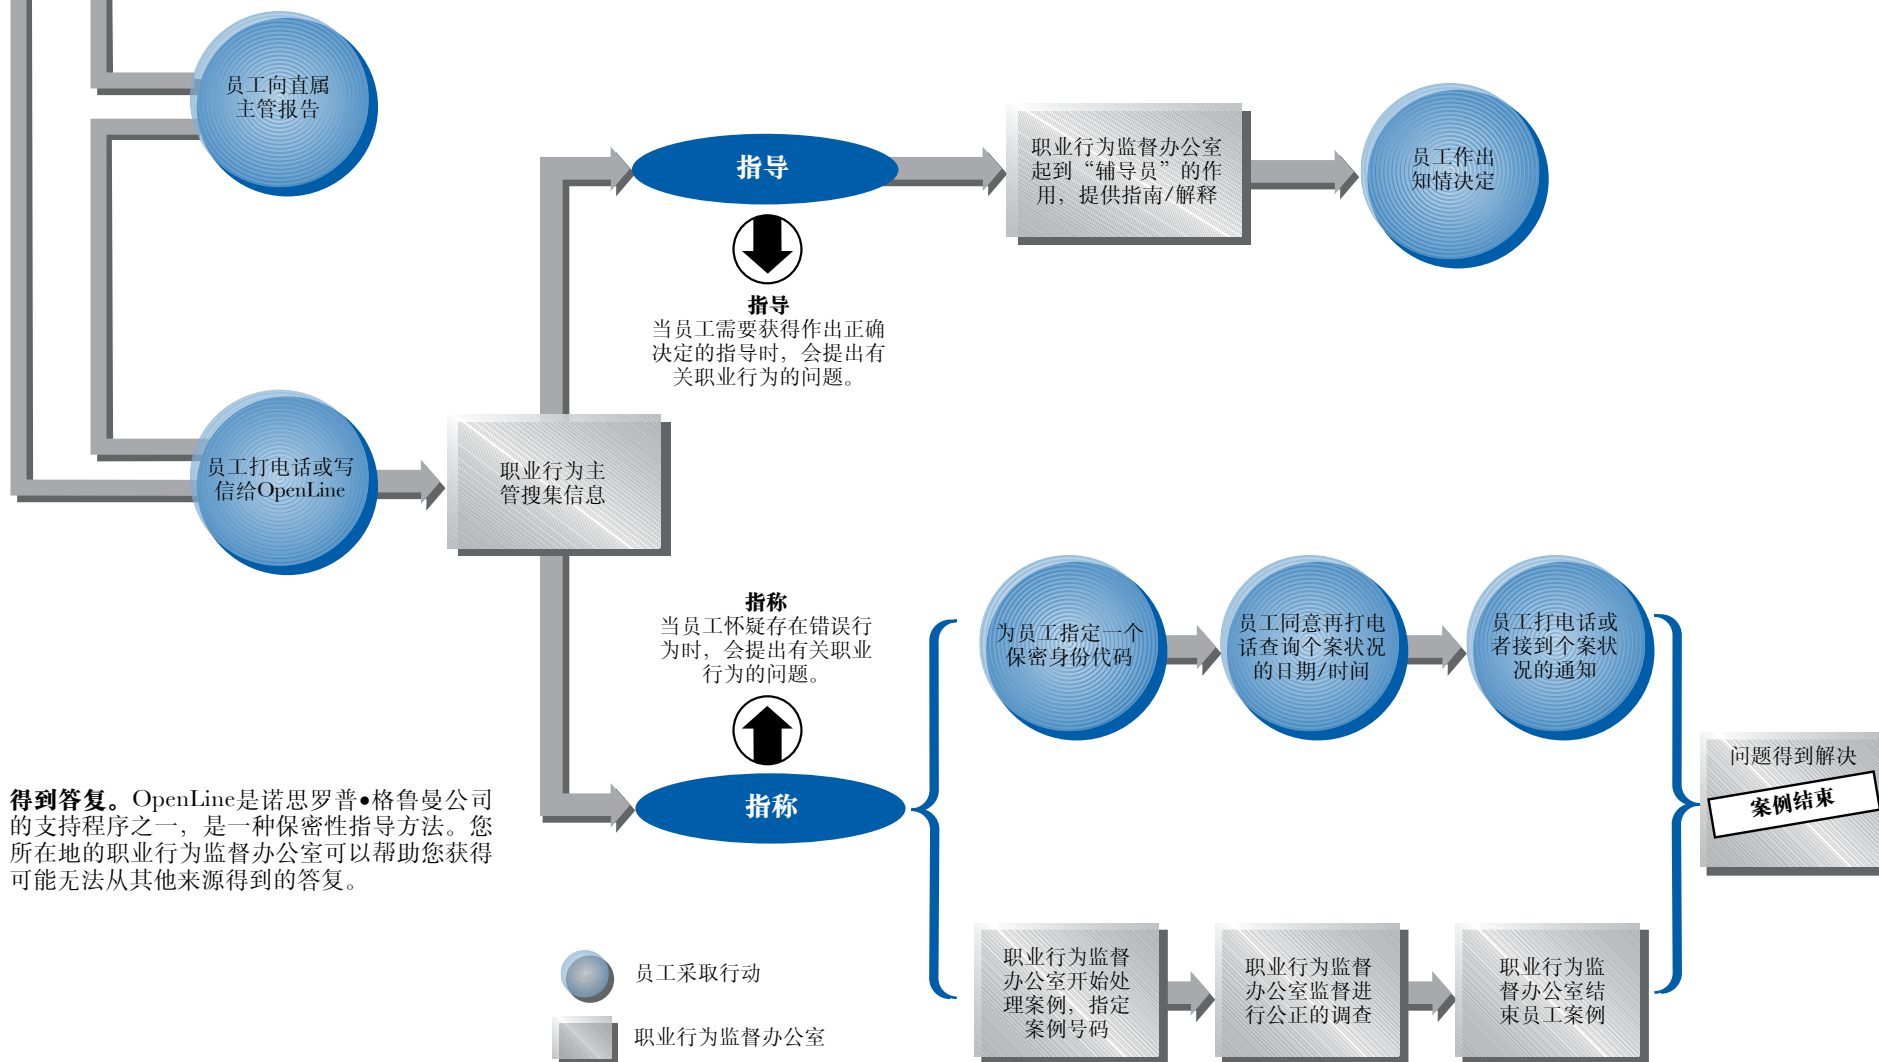 员工向直属
主管报告
指导
职业行为监督办公室
起到“辅导员”的作
用，提供指南/解释
员工作出
知情决定
指导
当员工需要获得作出正确
决定的指导时，会提出有
关职业行为的问题。
员工打电话或写
信给OpenLine
职业行为主
管搜集信息
指称
当员工怀疑存在错误行
为时，会提出有关职业
行为的问题。
指称
为员工指定一个
保密身份代码
员工同意再打电
话查询个案状况
的日期/时间
员工打电话或
者接到个案状
况的通知
问题得到解决
案例结束
得到答复。OpenLine是诺思罗普•格鲁曼公司
的支持程序之一，是一种保密性指导方法。您
所在地的职业行为监督办公室可以帮助您获得
可能无法从其他来源得到的答复。
职业行为监督
办公室开始处
理案例，指定
案例号码
职业行为监督
办公室监督进
行公正的调查
职业行为监
督办公室结
束员工案例
员工采取行动
职业行为监督办公室